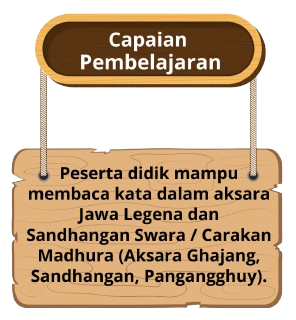 Capaian
Pembelajaran
Peserta didik mampu
membaca kata dalam aksara
Jawa Legena dan
Sandhangan Swara / Carakan
Madhura (Aksara Ghajang,
Sandhangan, Pangangghuy).